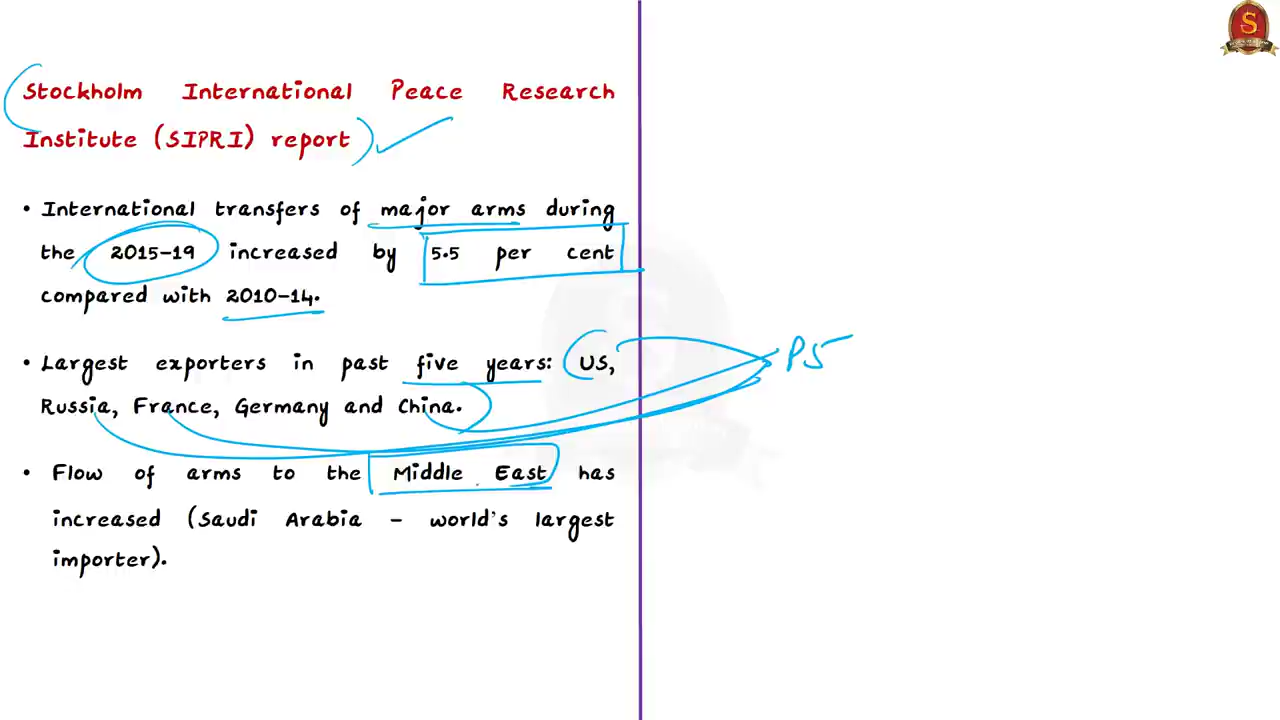 Stockholm International Peace Research
Institute (SIPRI) report
• International transfers of major arms during
the 2015-19 increased by 5.5 per cent
compared with 2010-14.
• Largest exporters in past five years: US,
Russia, France, Germany and China.
P5
• Flow of arms to the Middle East has
increased (Saudi Arabia - world's largest
importer).
S